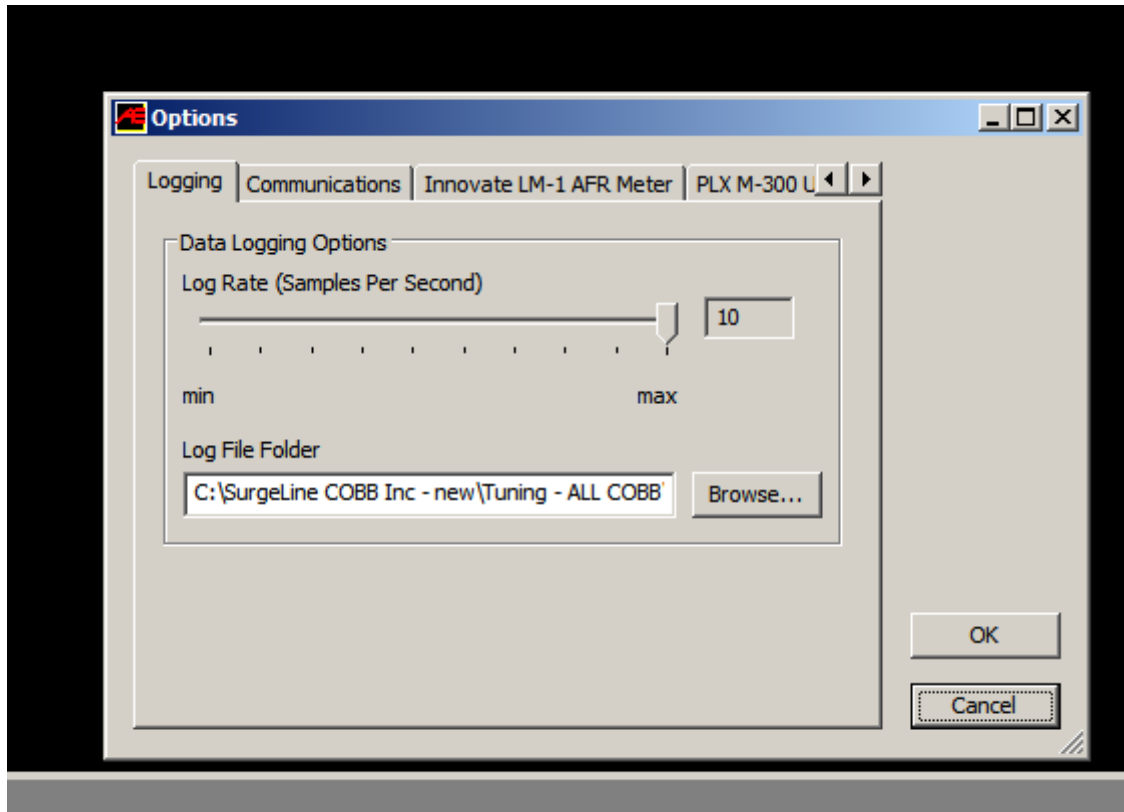 AE Options
Logging Communications Innovate LM-1 AFR Meter PLX M-300 U
Data Logging Options
Log Rate (Samples Per Second)
10
min max
Log File Folder
C:\SurgeLine COBB Inc - new\Tuning - ALL COBB
Browse...
OK
Cancel